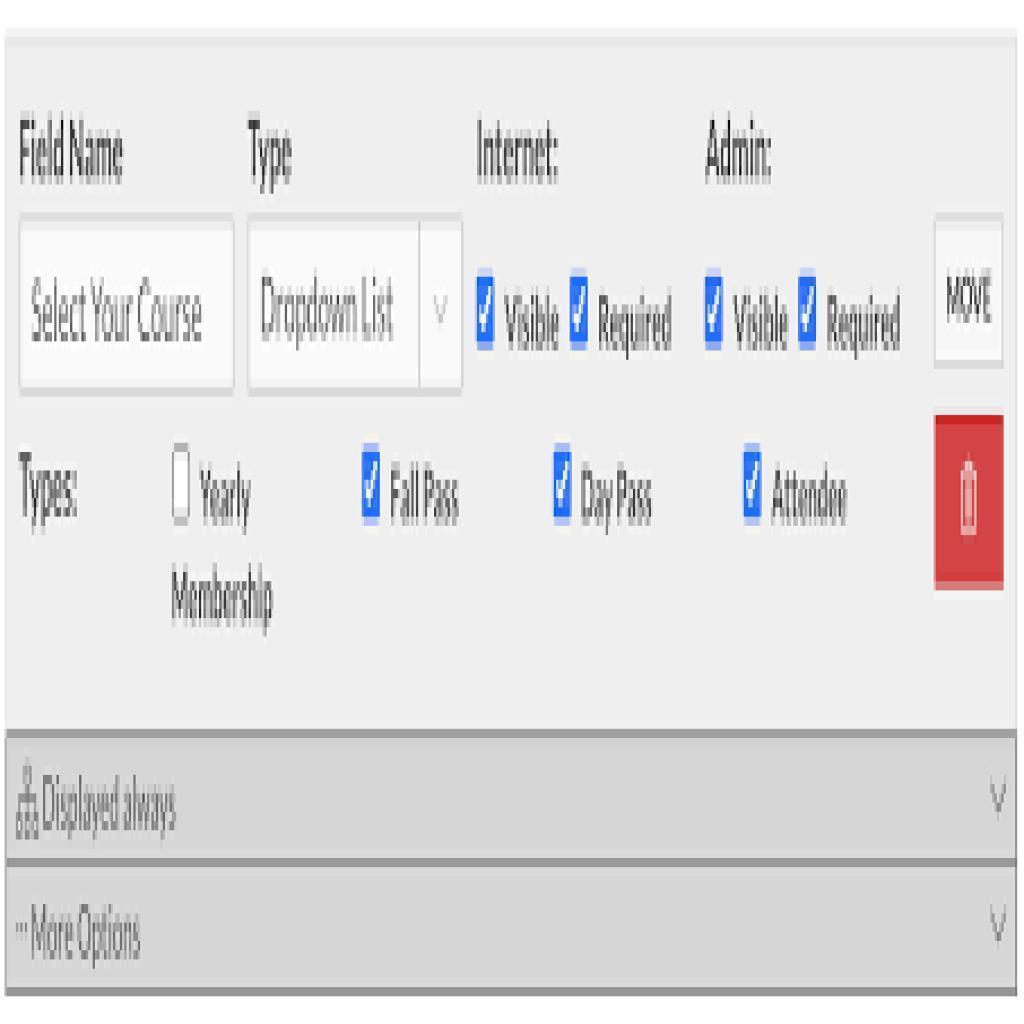 Field Name Type Internet: Admin:
Select Your Course Dropdown List Visible Required Visible Required MOVE
Types: Yearly Fall Pass Day Pass Attendee
Membership
Displayed always
More Options